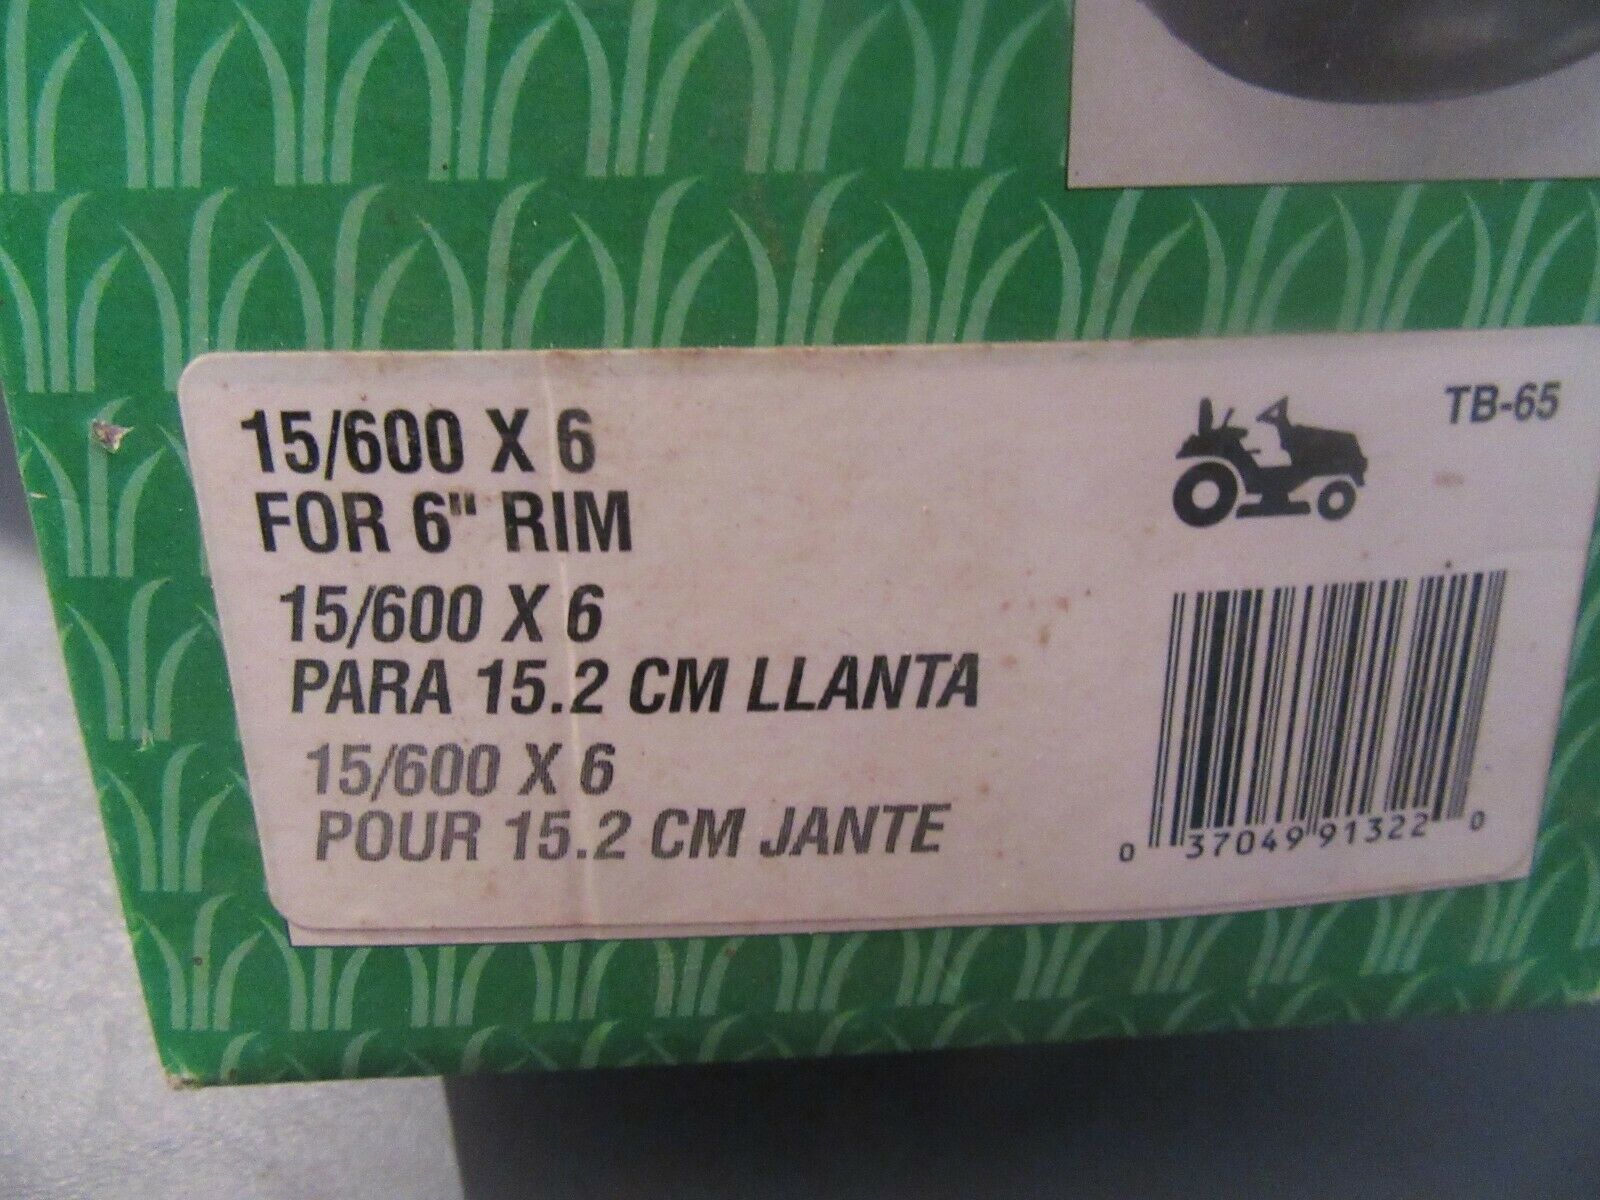 15/600 X 6
FOR 6" RIM
15/600 X 6
PARA 15.2 CM LLANTA
15/600 X 6
POUR 15.2 CM JANTE
TB-65
0 37049 91322 0